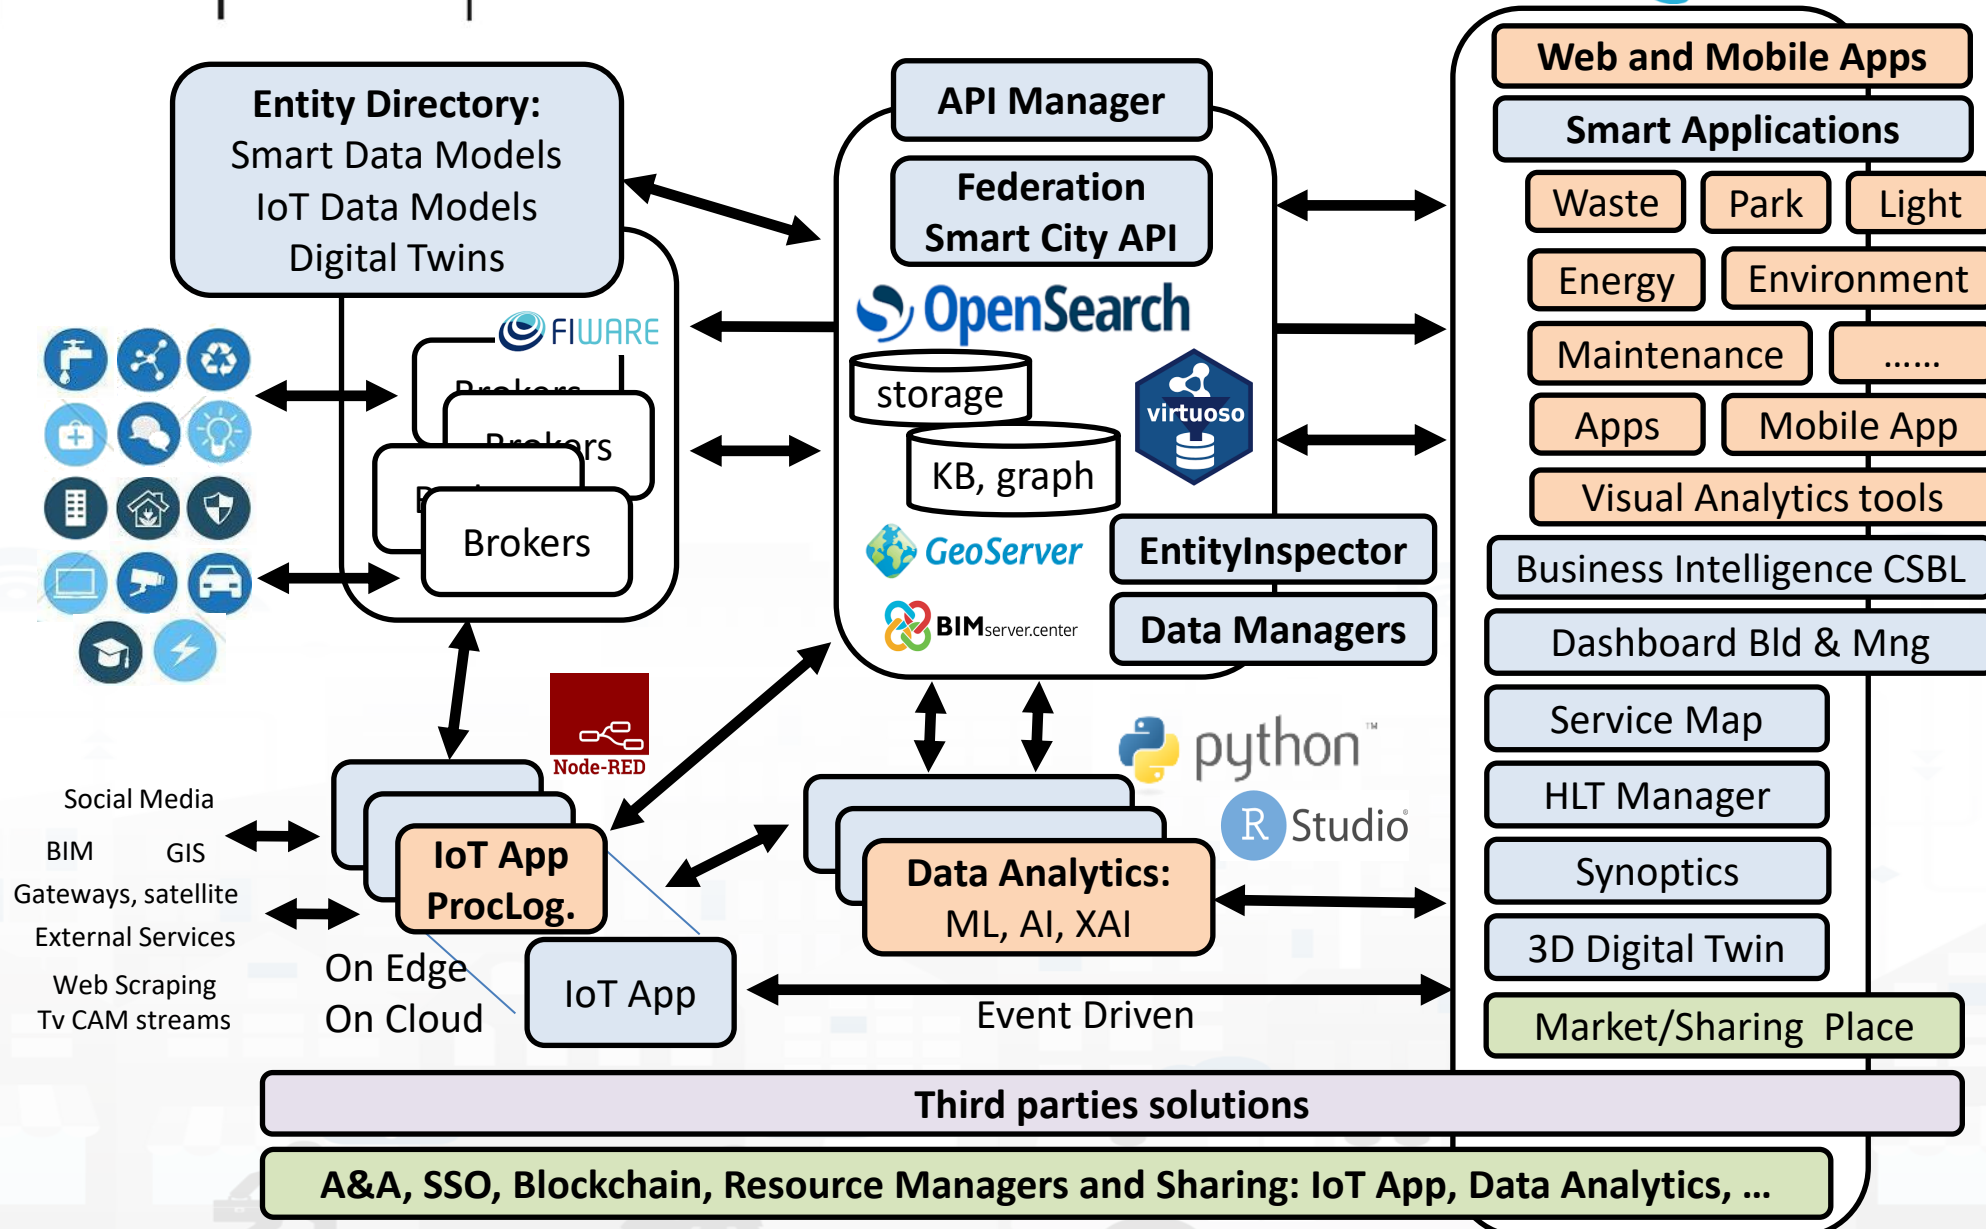 Entity Directory:
Smart Data Models
IoT Data Models
Digital Twins
FIWARE
Brokers
Brokers
Brokers
API Manager
Federation
Smart City API
OpenSearch
storage
KB, graph
virtuoso
GeoServer
BIMserver.center
EntityInspector
Data Managers
Web and Mobile Apps
Smart Applications
Waste
Park
Light
Energy
Environment
Maintenance
......
Apps
Mobile App
Visual Analytics tools
Business Intelligence CSBL
Dashboard Bld & Mng
Service Map
HLT Manager
Synoptics
3D Digital Twin
Market/Sharing Place
Node-RED
python™
R Studio
Social Media
BIM GIS
Gateways, satellite
External Services
Web Scraping
Tv CAM streams
IoT App
ProcLog.
On Edge
On Cloud
IoT App
Data Analytics:
ML, AI, XAI
Event Driven
Third parties solutions
A&A, SSO, Blockchain, Resource Managers and Sharing: IoT App, Data Analytics, ...